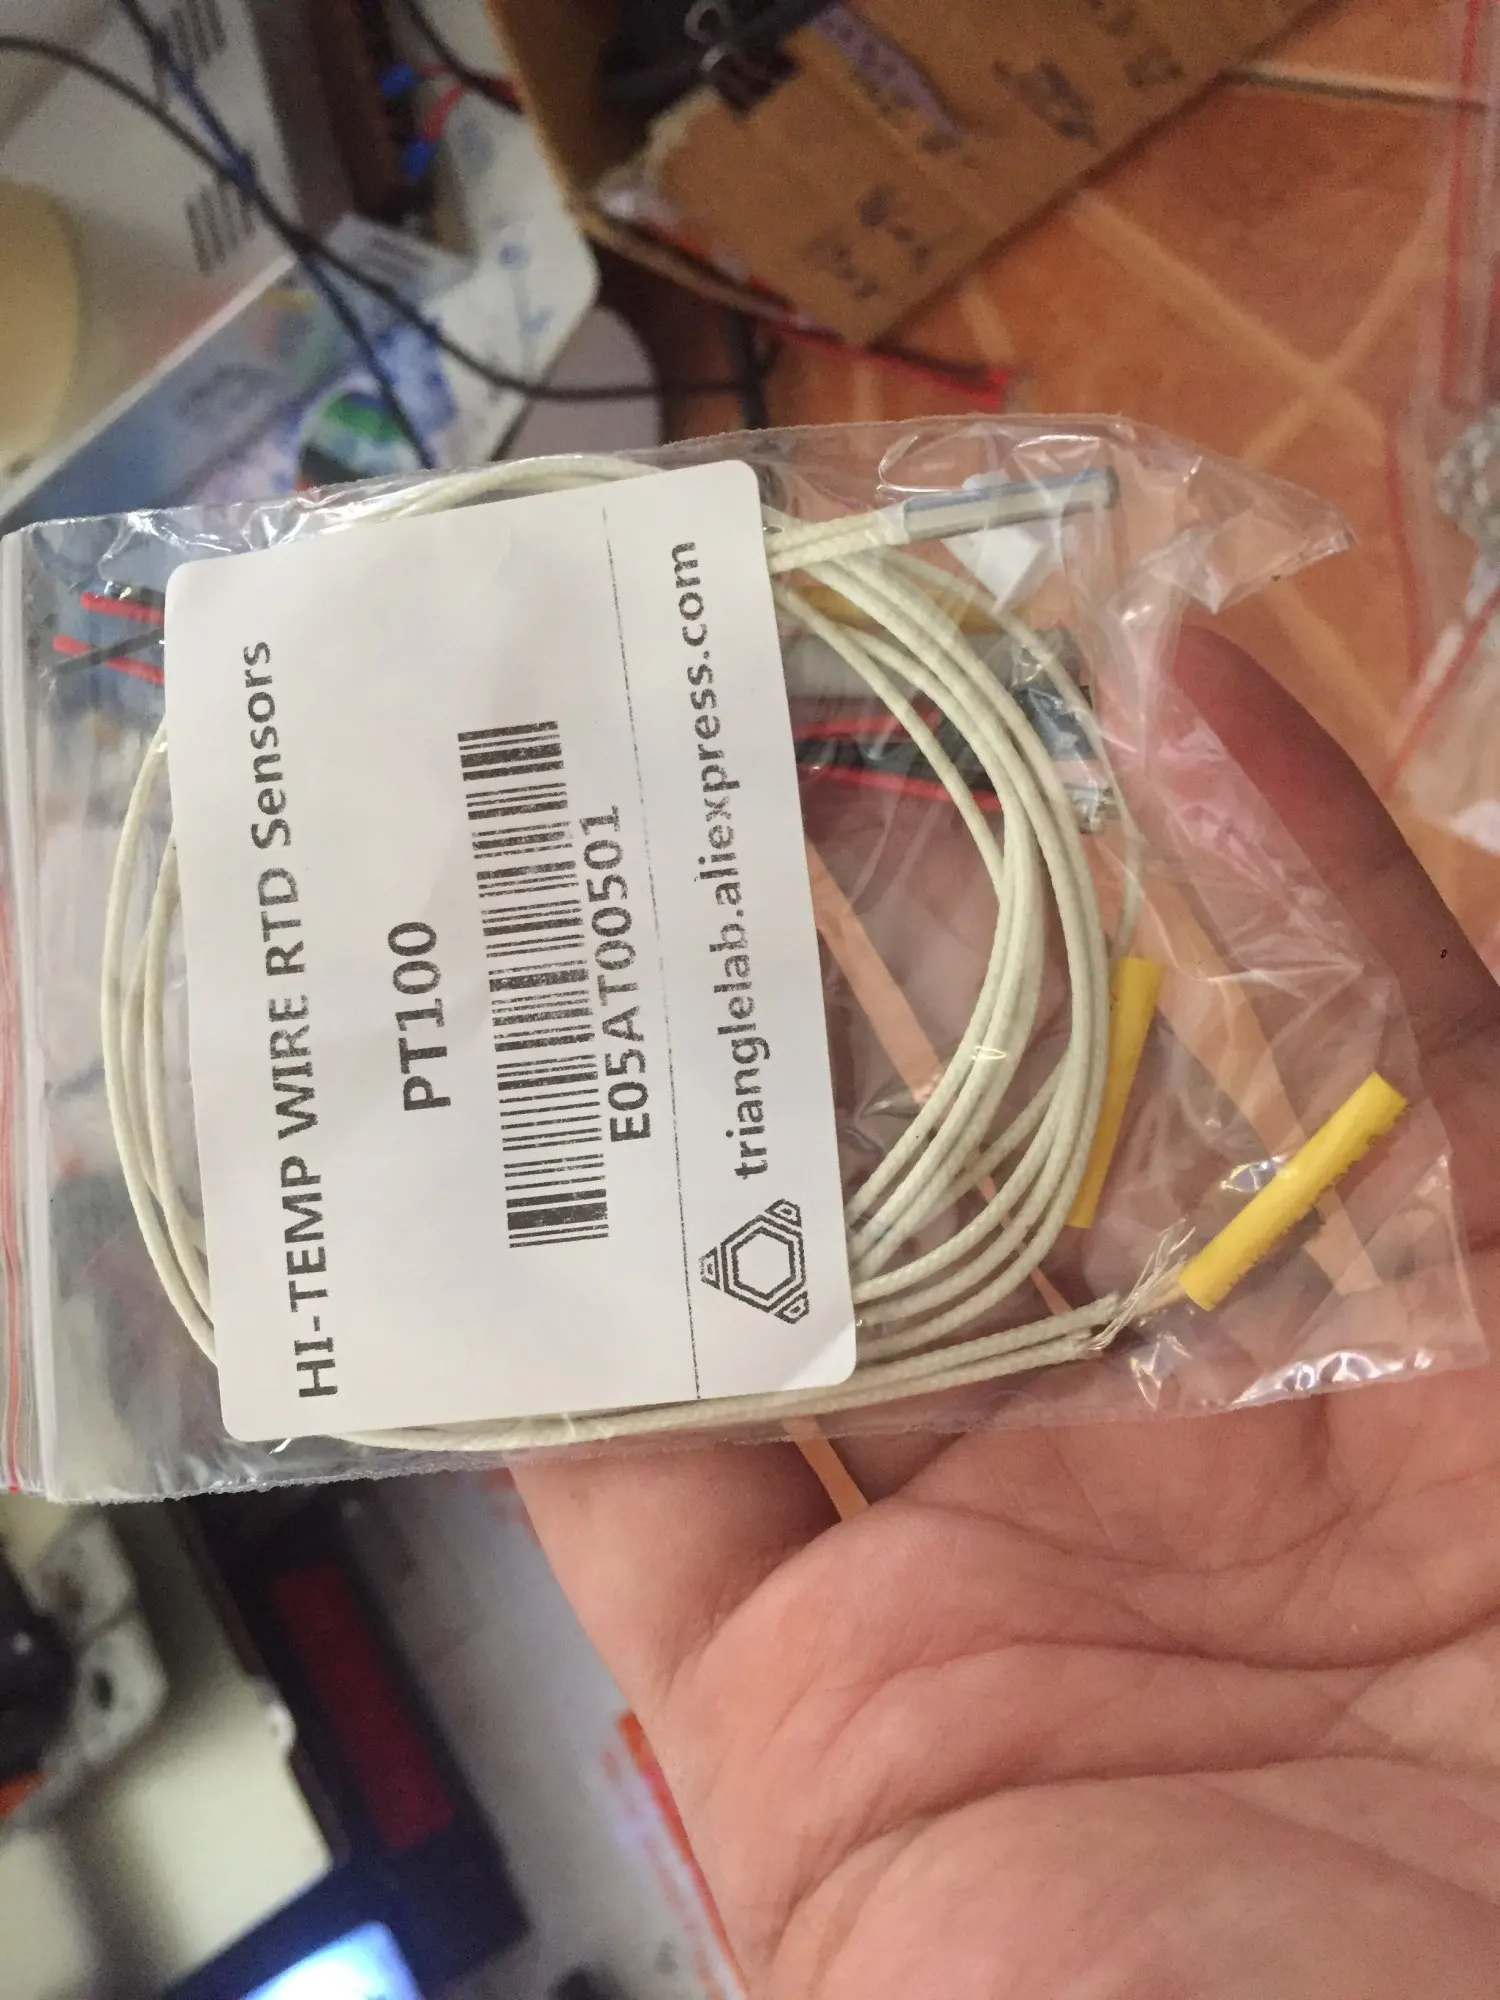 HI-TEMP WIRE RTD Sensors
PT100
E05AT00501
trianglelab.aliexpress.com